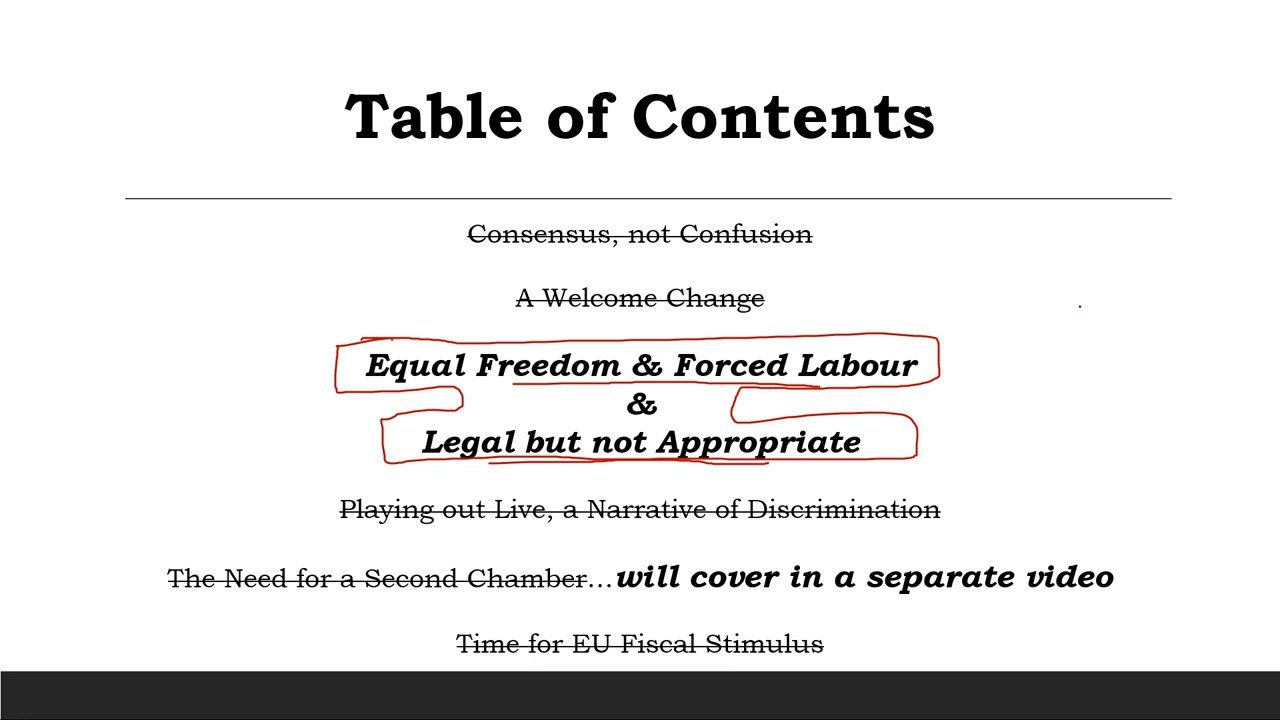 Table of Contents
Consensus, not Confusion
A Welcome Change
Equal Freedom & Forced Labour
&
Legal but not Appropriate
Playing out Live, a Narrative of Discrimination
The Need for a Second Chamber...will cover in a separate video
Time for EU Fiscal Stimulus